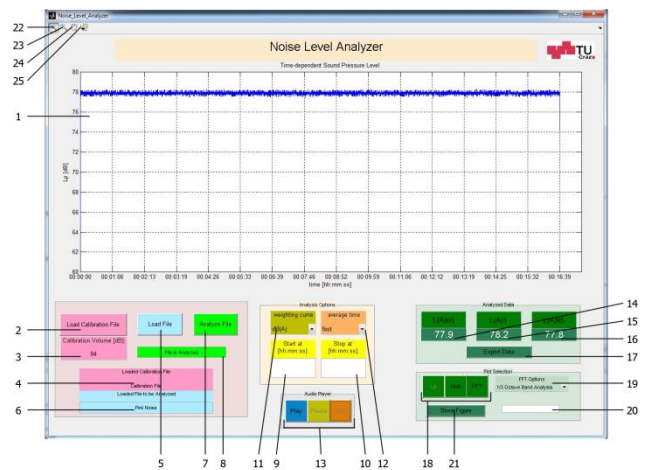 Noise_Level_Analyzer
22
23
24
25
Noise Level Analyzer
TU
Graz
Time-dependent Sound Pressure Level
80
78
76
74
72
70
68
66
64
62
60
Lp [dB]
1
00:00:00 00:01:06 00:02:13 00:03:19 00:04:26 00:05:33 00:06:39 00:07:46 00:08:52 00:09:59 00:11:06 00:12:12 00:13:19 00:14:25 00:15:32 00:16:39
time [hh:mm:ss]
2
3
4
6
Load Calibration File
Load File
Analyze File
Calibration Volume [dB]:
94
File is Analyzed
Loaded Calibration File
Calibration File
Loaded File to be Analyzed
Pink Noise
5 7 8
Analysis Options
weighting curve
average time
dB(A)
fast
Start at
[hh:mm:ss]
Stop at
[hh:mm:ss]
Audio Player
Play
11 9 13 10 12
Analysed Data
77.9
78.2
77.8
Export Data
14
15
16
17
Plot Selection
Lp
FFT
FFT Options
1/3 Octave Band Analysis
Store Figure
19
20
18 21